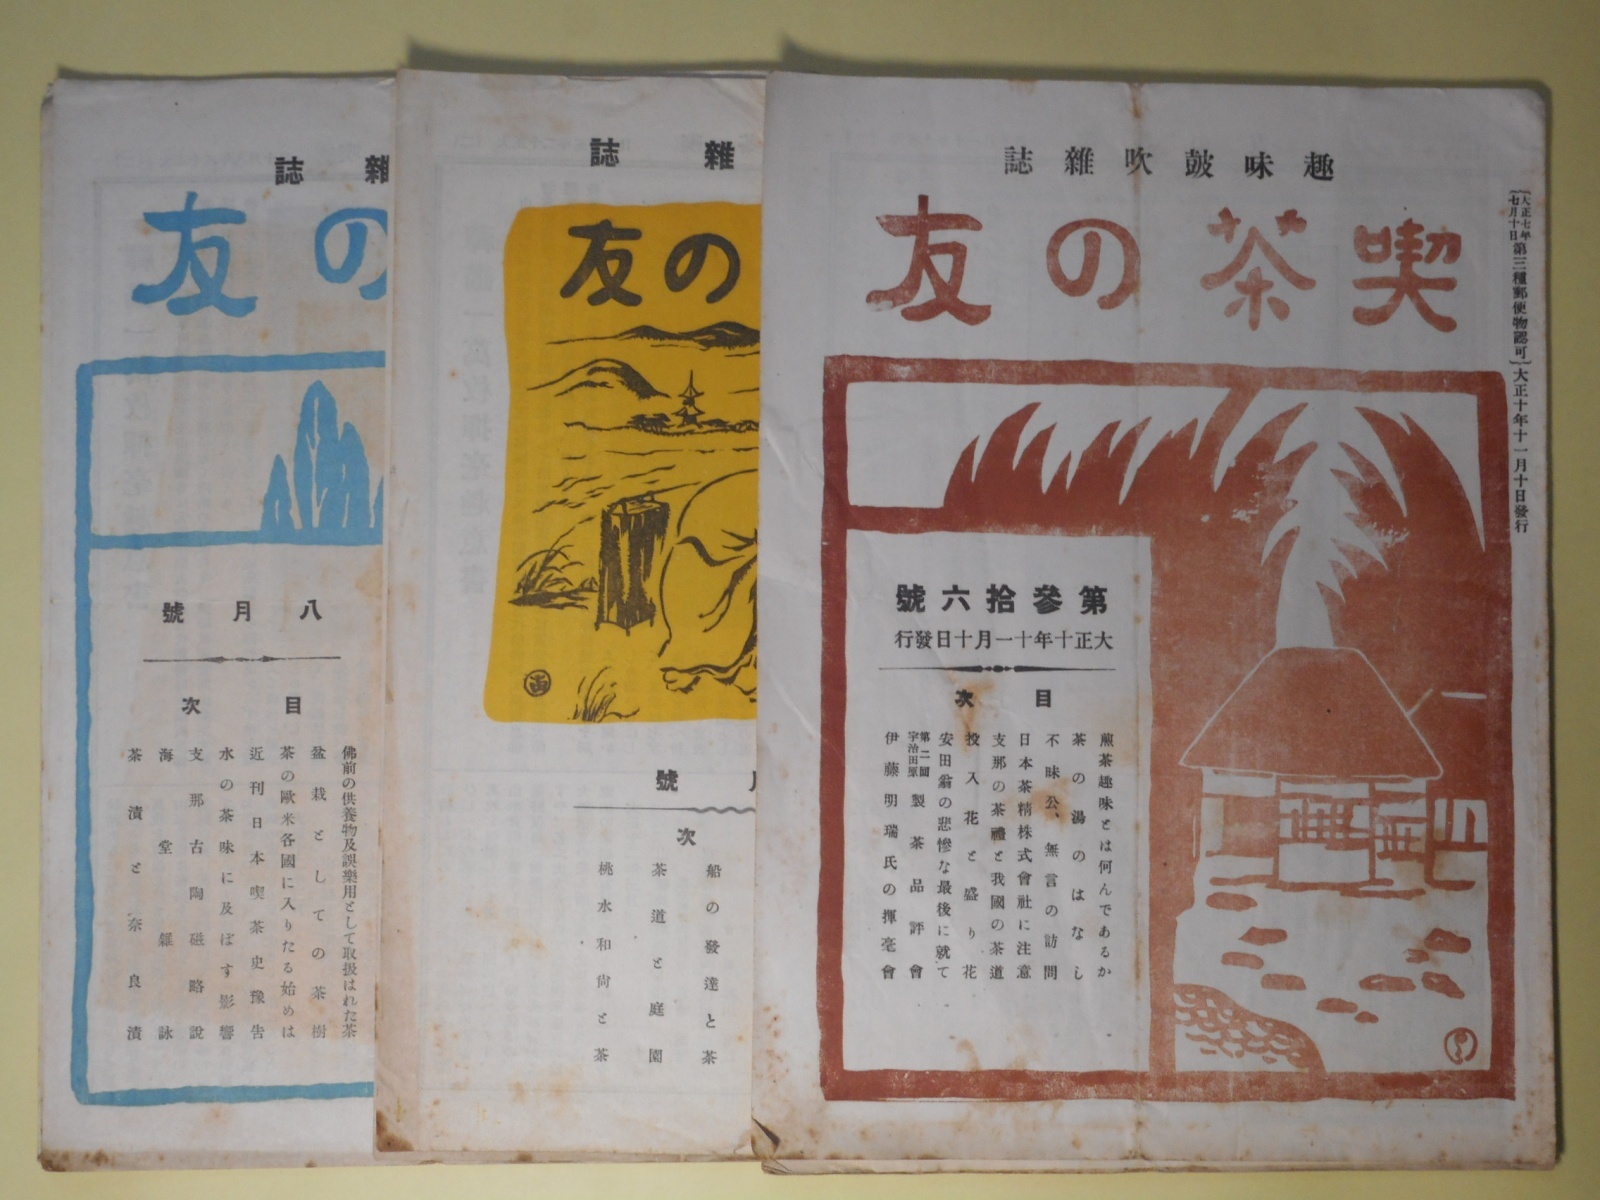 趣味皷吹雜誌
喫茶の友
大正七年
七月十日
第三種郵便物認可
大正十年十一月十日發行
第參拾六號
大正十年十一月十日發行
目次
煎茶趣味とは何んであるか
茶の湯のはなし
不味公、無言の訪問
日本茶精株式會社に注意
支那の茶禮と我國の茶道
投入花と盛り花
安田翁の悲慘な最後に就て
第二回
宇治田原
製茶品評會
伊藤明瑞氏の揮毫會
雜誌
の友
號
次
船の發達と茶
茶道と庭園
桃水和尙と茶
雜誌
の友
八月號
目次
佛前の供養物及誤樂用として取扱はれた茶
盆栽としての茶樹
茶の歐米各國に入りたる始めは
近刊日本喫茶史豫告
水の茶味に及ぼす影響
支那古陶磁略說
海堂雜詠
茶漬と奈良漬